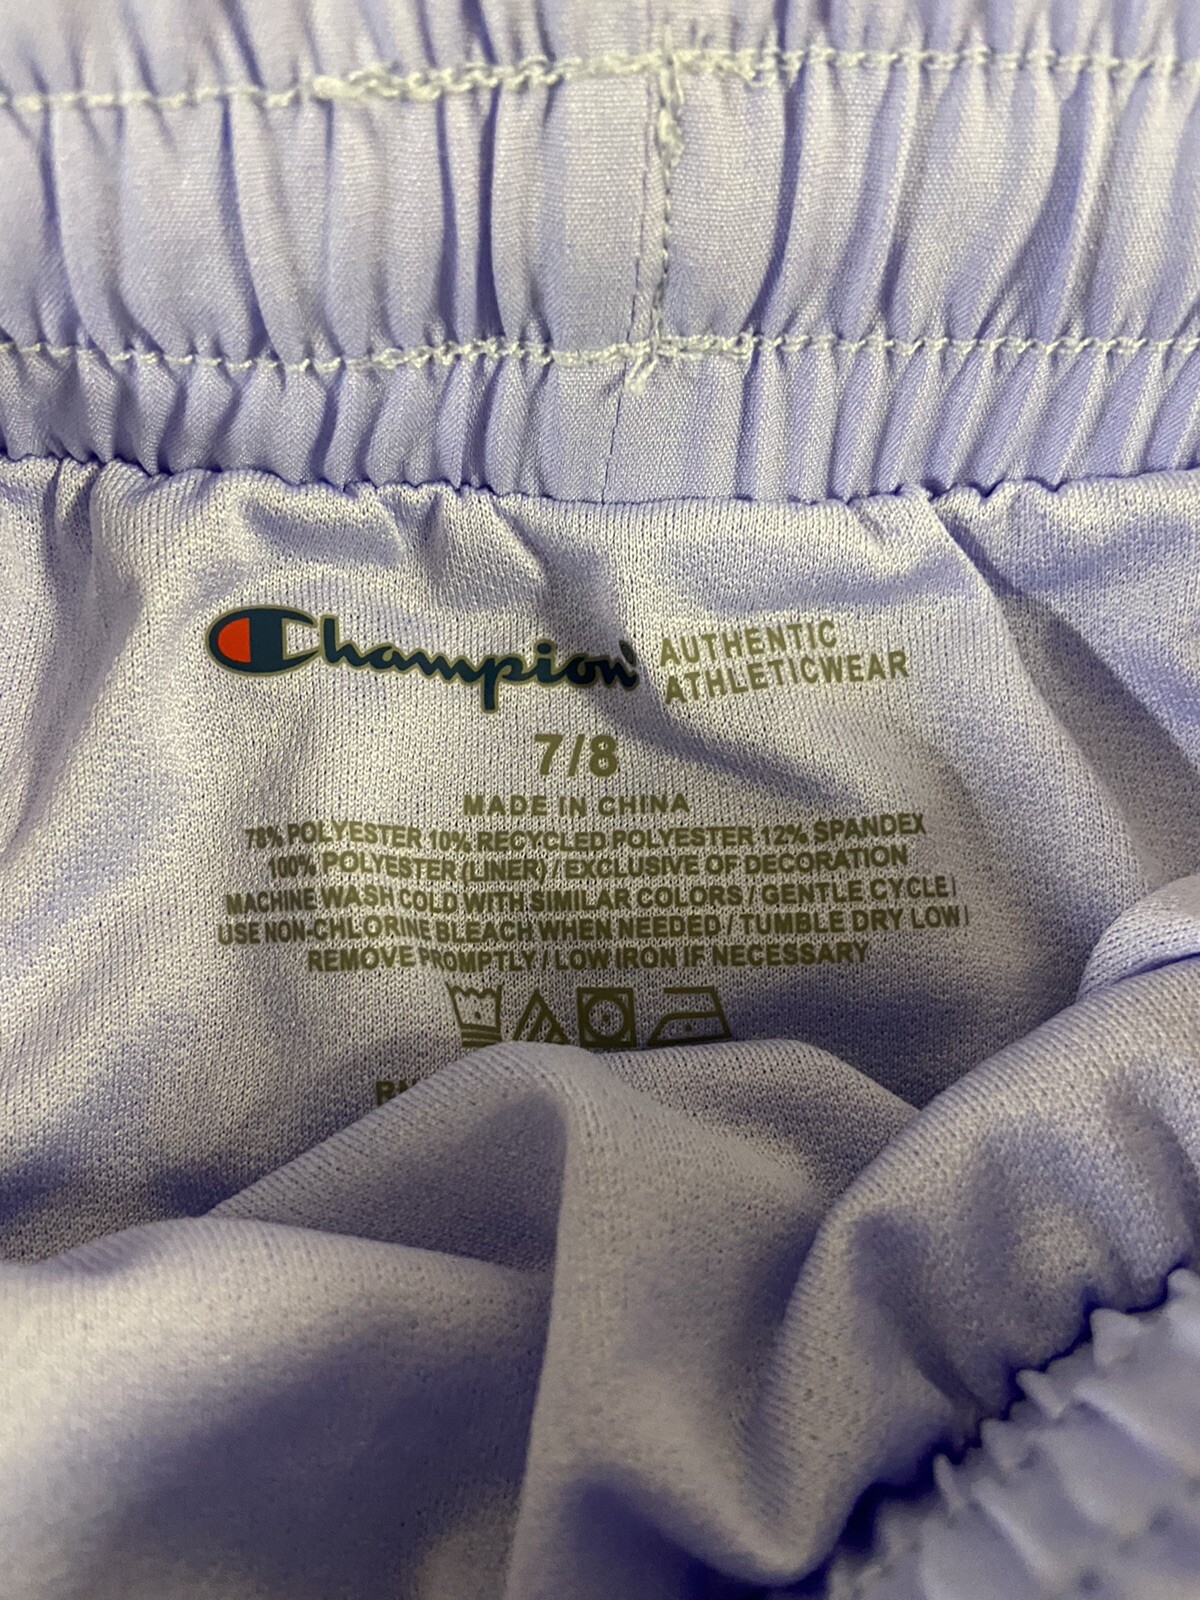 Champion AUTHENTIC
ATHLETICWEAR
7/8
MADE IN CHINA
78% POLYESTER 10% RECYCLED POLYESTER 12% SPANDEX
100% POLYESTER (LINER) / EXCLUSIVE OF DECORATION
MACHINE WASH COLD WITH SIMILAR COLORS / GENTLE CYCLE
USE NON-CHLORINE BLEACH WHEN NEEDED / TUMBLE DRY LOW
REMOVE PROMPTLY / LOW IRON IF NECESSARY